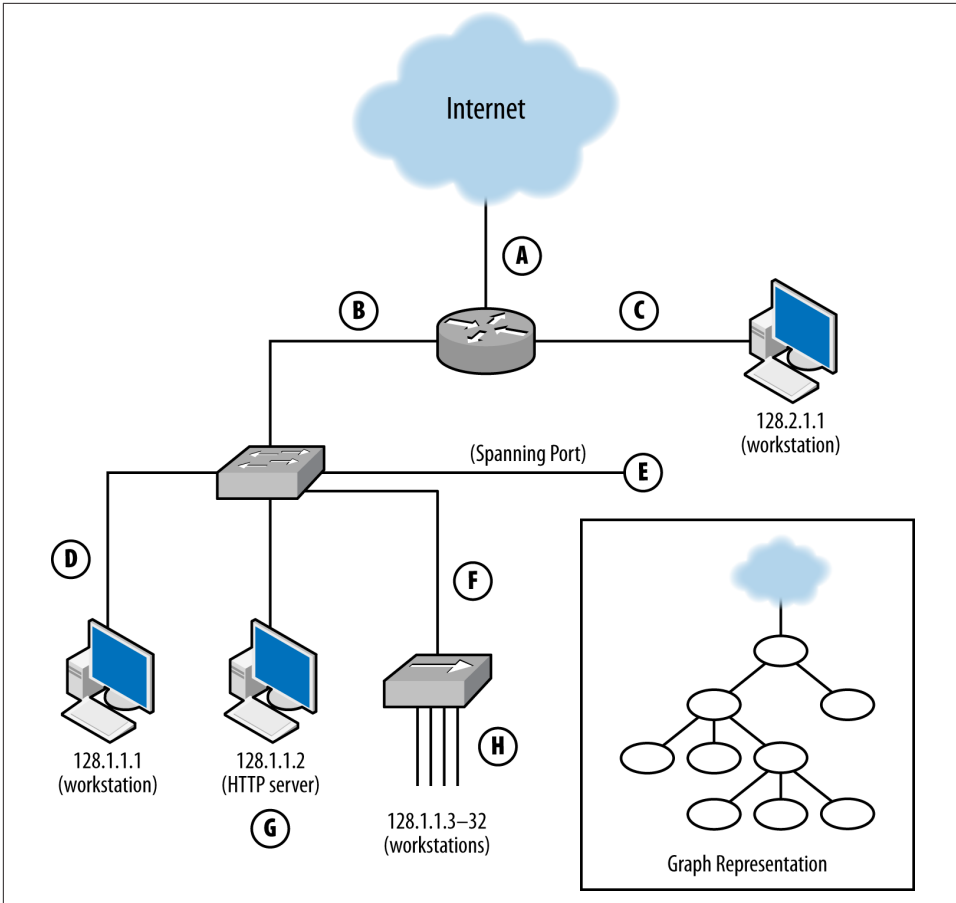 Internet
A
B
C
128.2.1.1
(workstation)
(Spanning Port)
E
D
F
128.1.1.1
(workstation)
128.1.1.2
(HTTP server)
G
H
128.1.1.3–32
(workstations)
Graph Representation